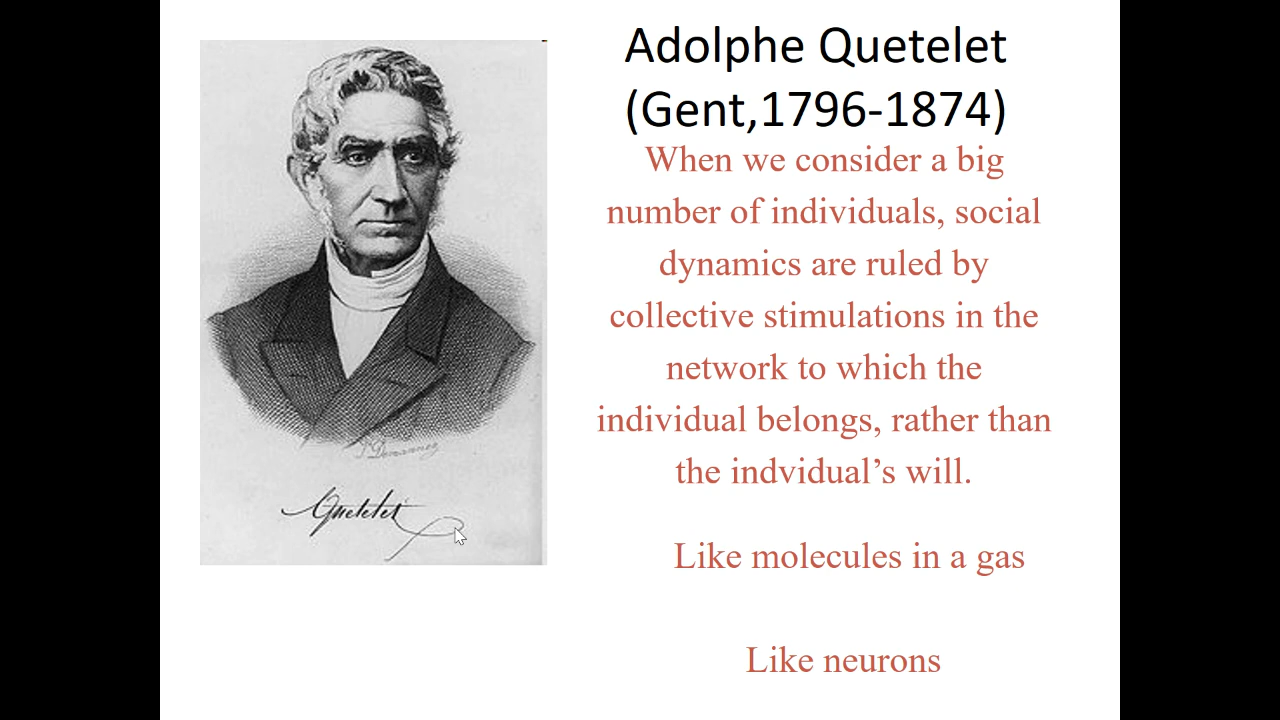 Adolphe Quetelet
(Gent,1796-1874)
When we consider a big
number of individuals, social
dynamics are ruled by
collective stimulations in the
network to which the
individual belongs, rather than
the indvidual’s will.
Quetelet
Like molecules in a gas
Like neurons